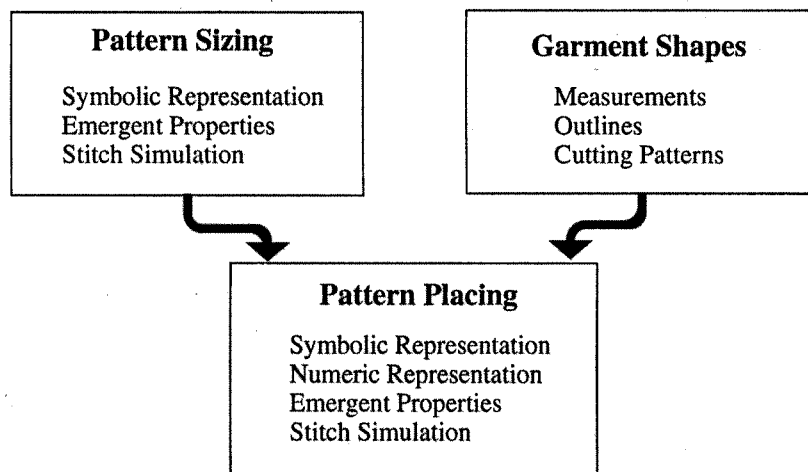 Pattern Sizing
Symbolic Representation
Emergent Properties
Stitch Simulation
Garment Shapes
Measurements
Outlines
Cutting Patterns
Pattern Placing
Symbolic Representation
Numeric Representation
Emergent Properties
Stitch Simulation